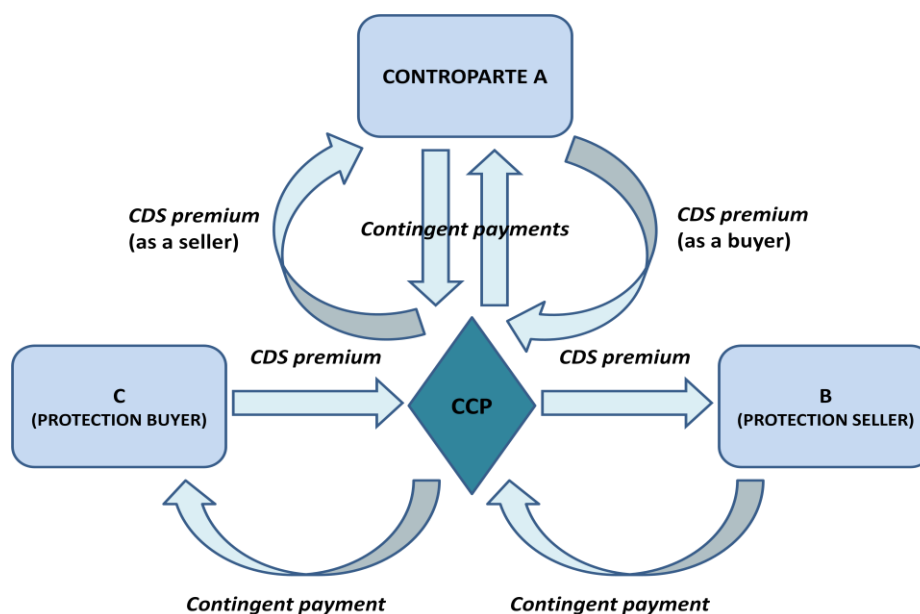 CONTROPARTE A
CDS premium
(as a seller)
Contingent payments
CDS premium
(as a buyer)
CDS premium
CDS premium
C
(PROTECTION BUYER)
CCP
B
(PROTECTION SELLER)
Contingent payment
Contingent payment